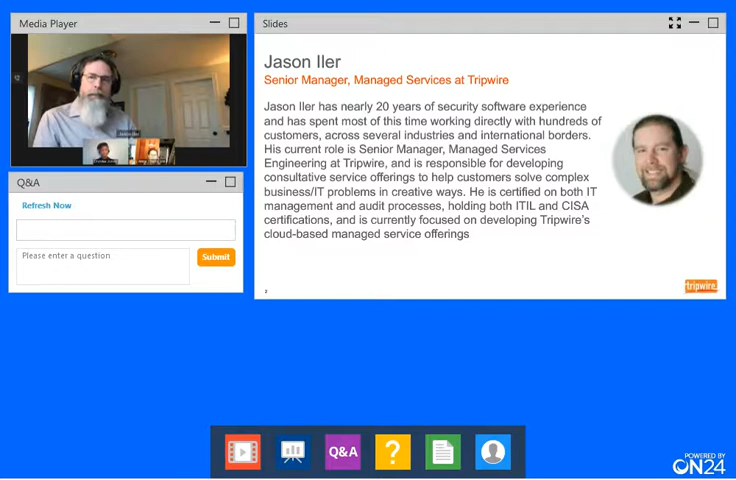 Media Player
Jason Iler
Q&A
Refresh Now
Please enter a question
Submit
Slides
Jason Iler
Senior Manager, Managed Services at Tripwire
Jason Iler has nearly 20 years of security software experience
and has spent most of this time working directly with hundreds of
customers, across several industries and international borders.
His current role is Senior Manager, Managed Services
Engineering at Tripwire, and is responsible for developing
consultative service offerings to help customers solve complex
business/IT problems in creative ways. He is certified on both IT
management and audit processes, holding both ITIL and CISA
certifications, and is currently focused on developing Tripwire's
cloud-based managed service offerings
tripwire
Q&A
?
POWERED BY
ON24